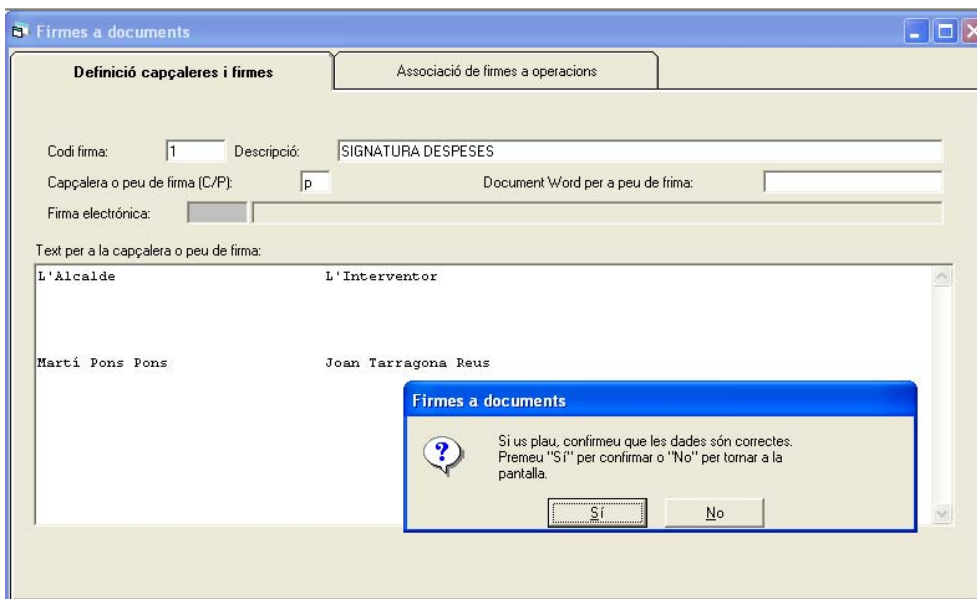 Firmes a documents
Definició capçaleres i firmes
Associació de firmes a operacions
Codi firma: 1 Descripció: SIGNATURA DESPESES
Capçalera o peu de firma (C/P): p Document Word per a peu de frima:
Firma electrónica:
Text per a la capçalera o peu de firma:
L'Alcalde L'Interventor
Martí Pons Pons Joan Tarragona Reus
Firmes a documents
Si us plau, confirmeu que les dades són correctes.
Premeu "Sí" per confirmar o "No" per tornar a la
pantalla.
Sí No